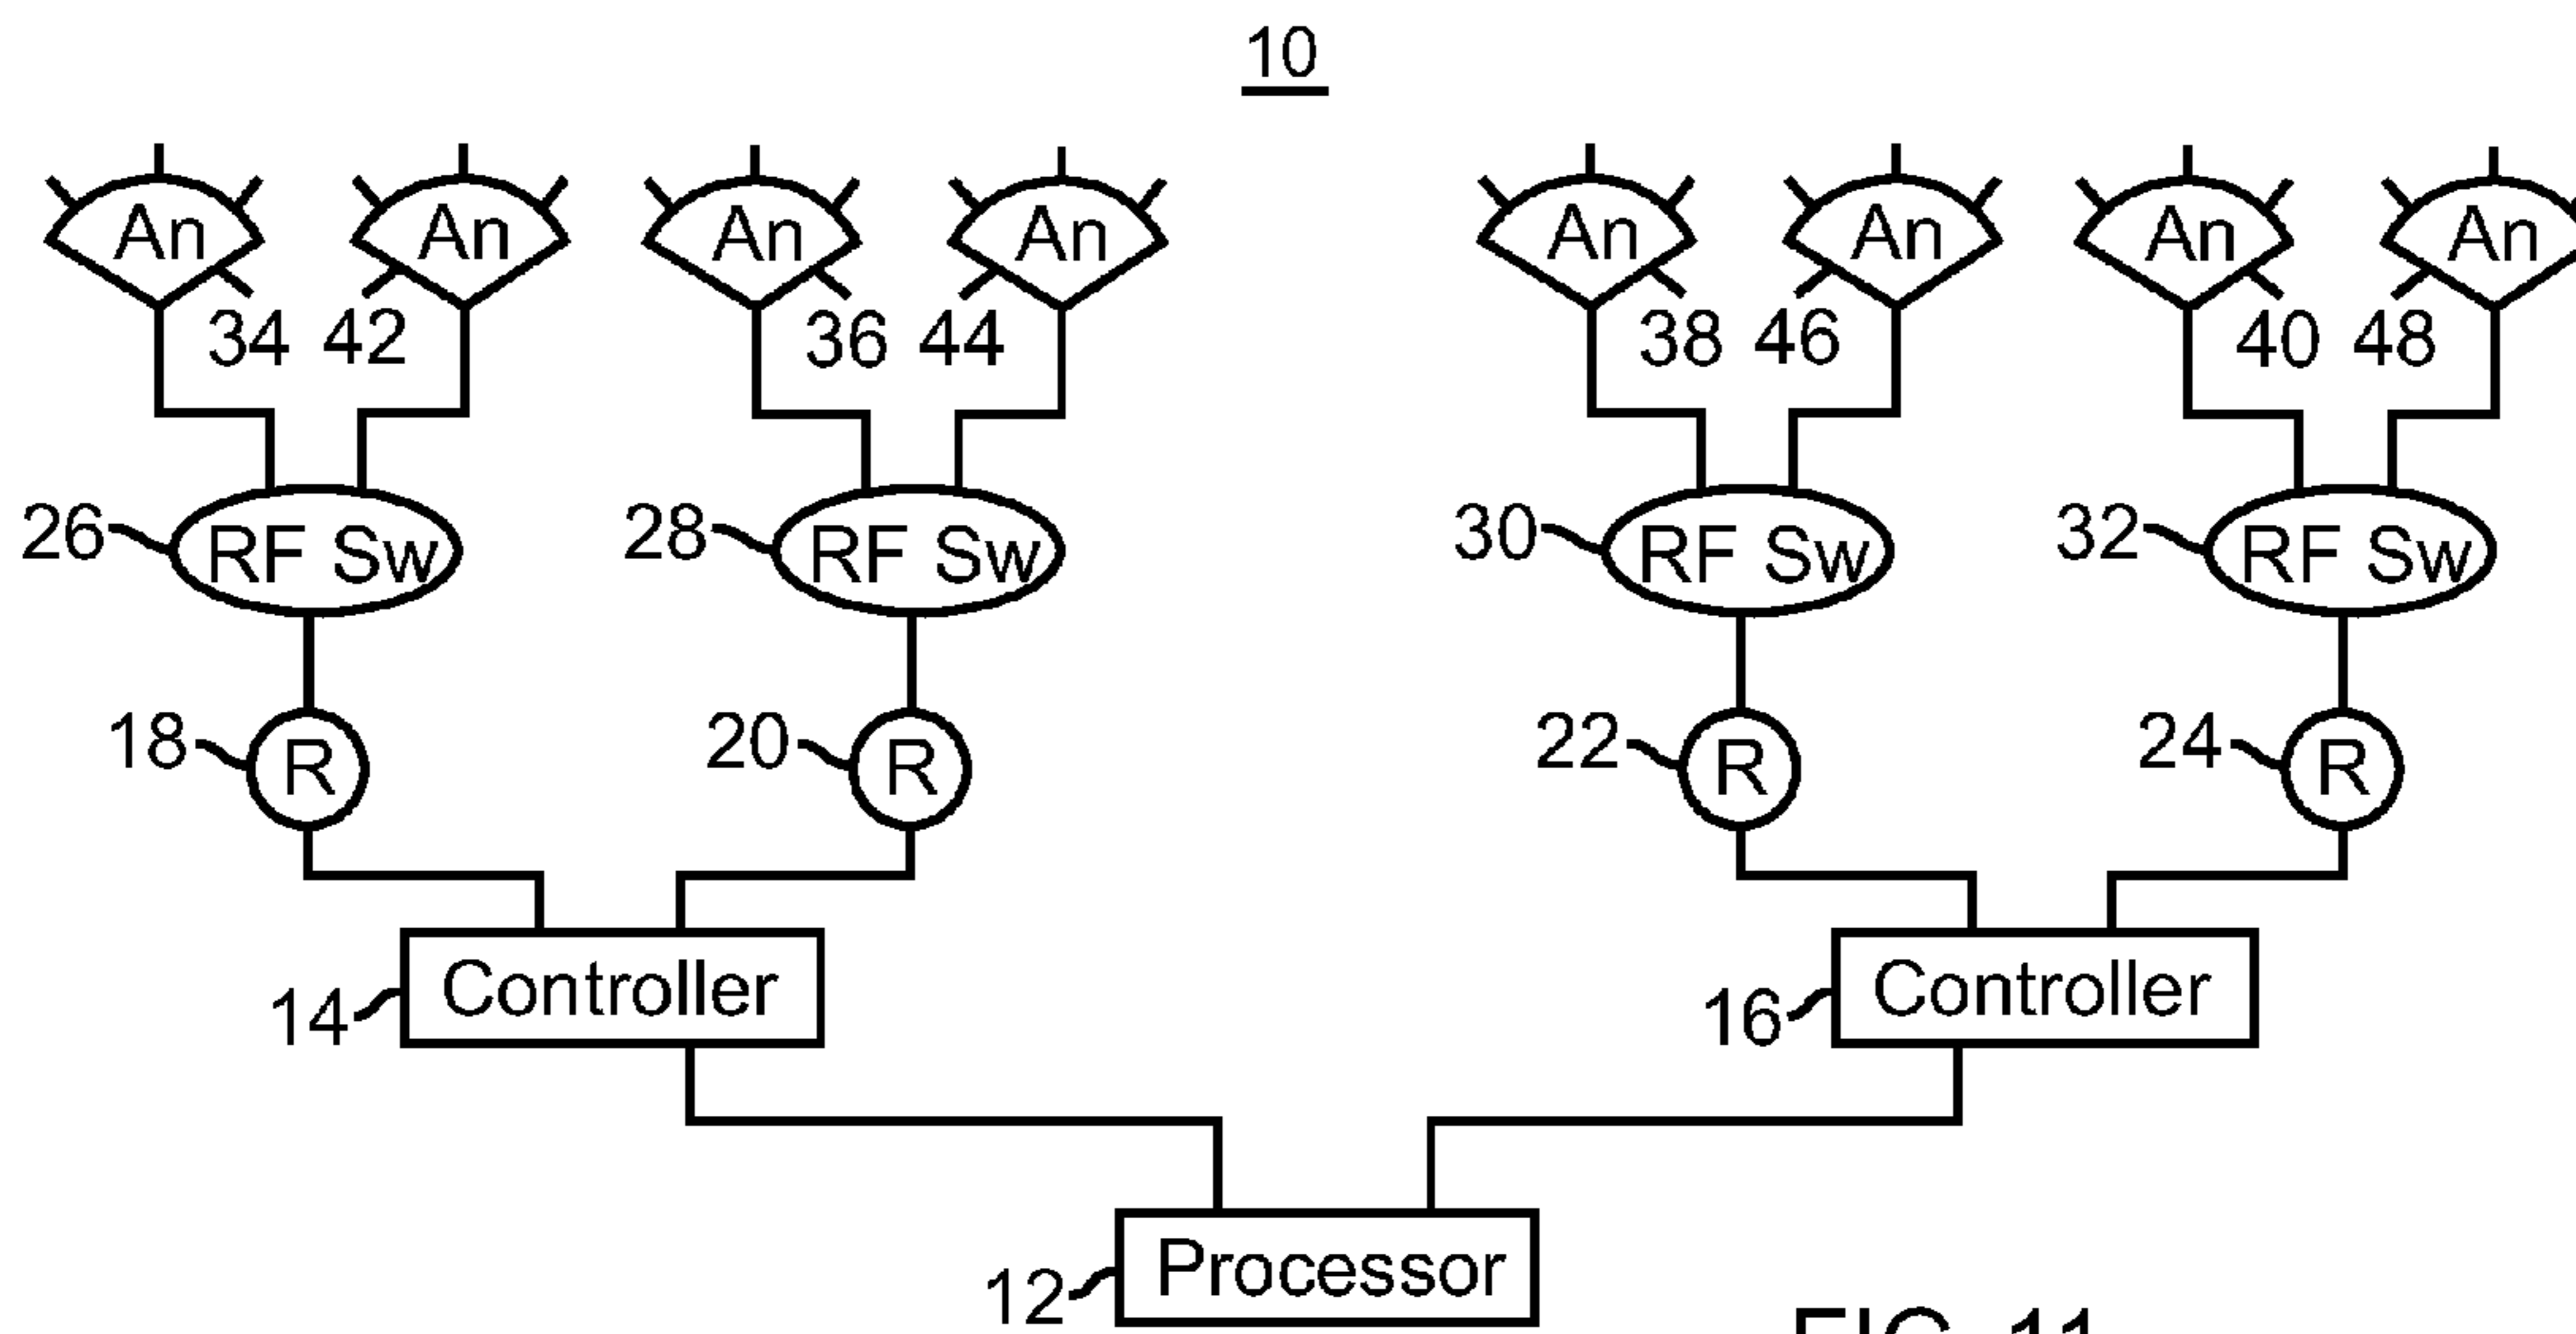 10
An An An An An An An An
34 42 36 44 38 46 40 48
26 RF Sw 28 RF Sw 30 RF Sw 32 RF Sw
18 R 20 R 22 R 24 R
14 Controller 16 Controller
12 Processor
FIG. 11